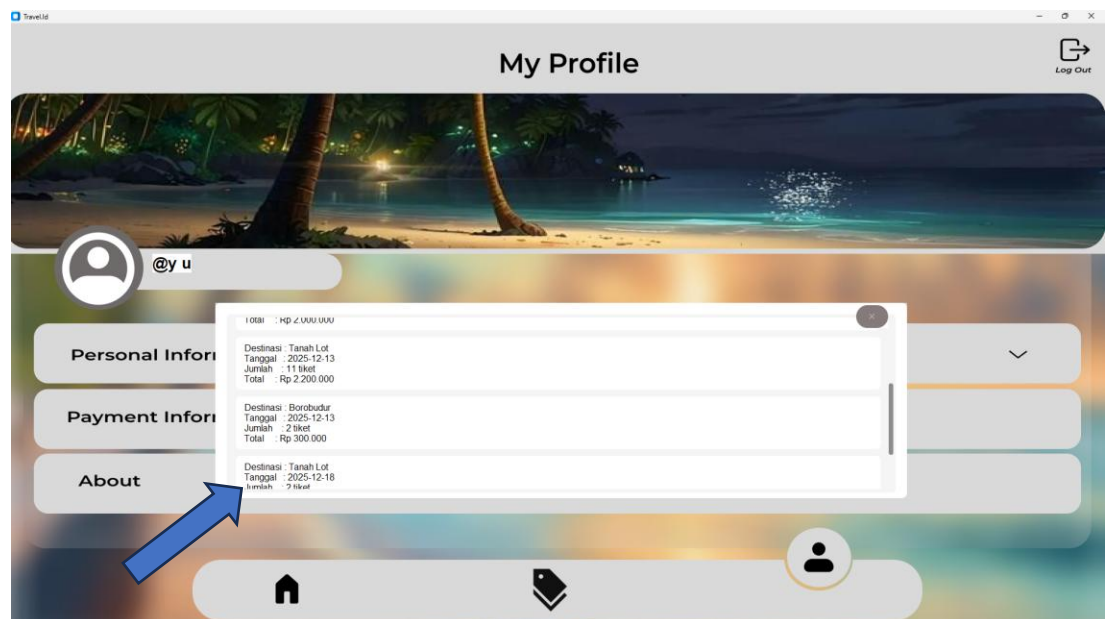 Travel.Id
My Profile
Log Out
@y u
Total : Rp 2.000.000
Personal Inforr
Destinasi : Tanah Lot
Tanggal : 2025-12-13
Jumlah : 11 tiket
Total : Rp 2.200.000
Payment Inforr
Destinasi : Borobudur
Tanggal : 2025-12-13
Jumlah : 2 tiket
Total : Rp 300.000
About
Destinasi : Tanah Lot
Tanggal : 2025-12-18
Jumlah : 2 tiket